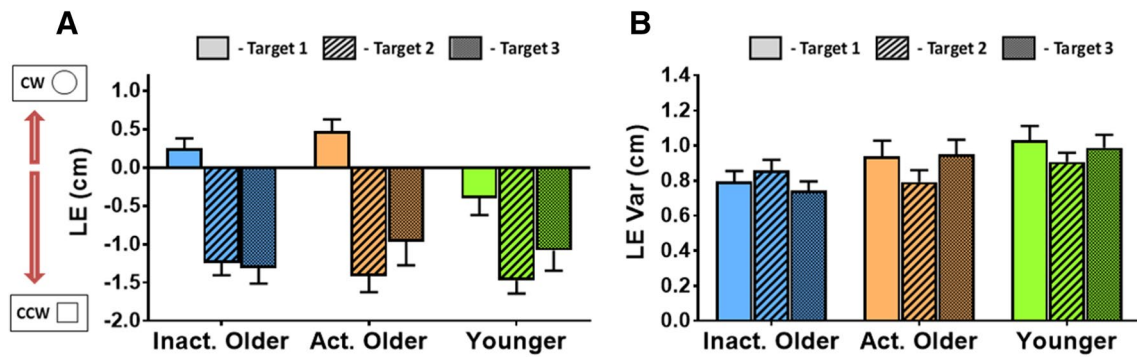 A
- Target 1 - Target 2 - Target 3
CW
CCW
LE (cm)
1.0
0.5
0.0
-0.5
-1.0
-1.5
-2.0
Inact. Older Act. Older Younger
B
- Target 1 - Target 2 - Target 3
LE Var (cm)
1.4
1.2
1.0
0.8
0.6
0.4
0.2
0.0
Inact. Older Act. Older Younger